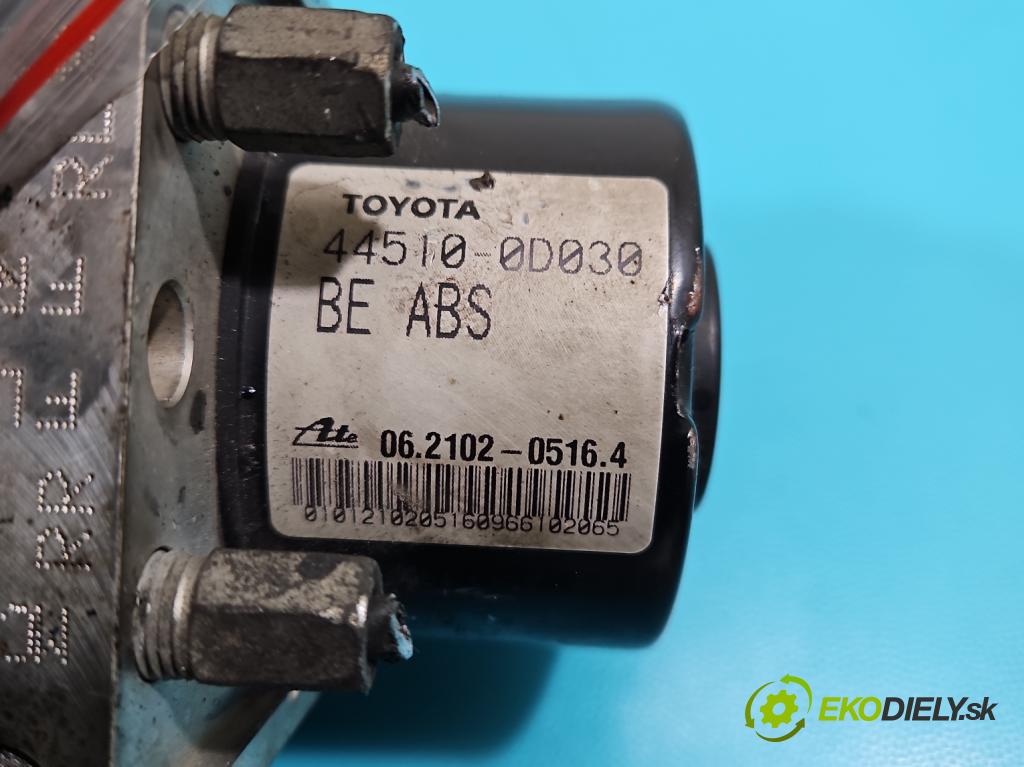 TOYOTA
44510-0D030
BE ABS
Ate 06.2102-0516.4
0101210205160966102065
EKODIELY.sk